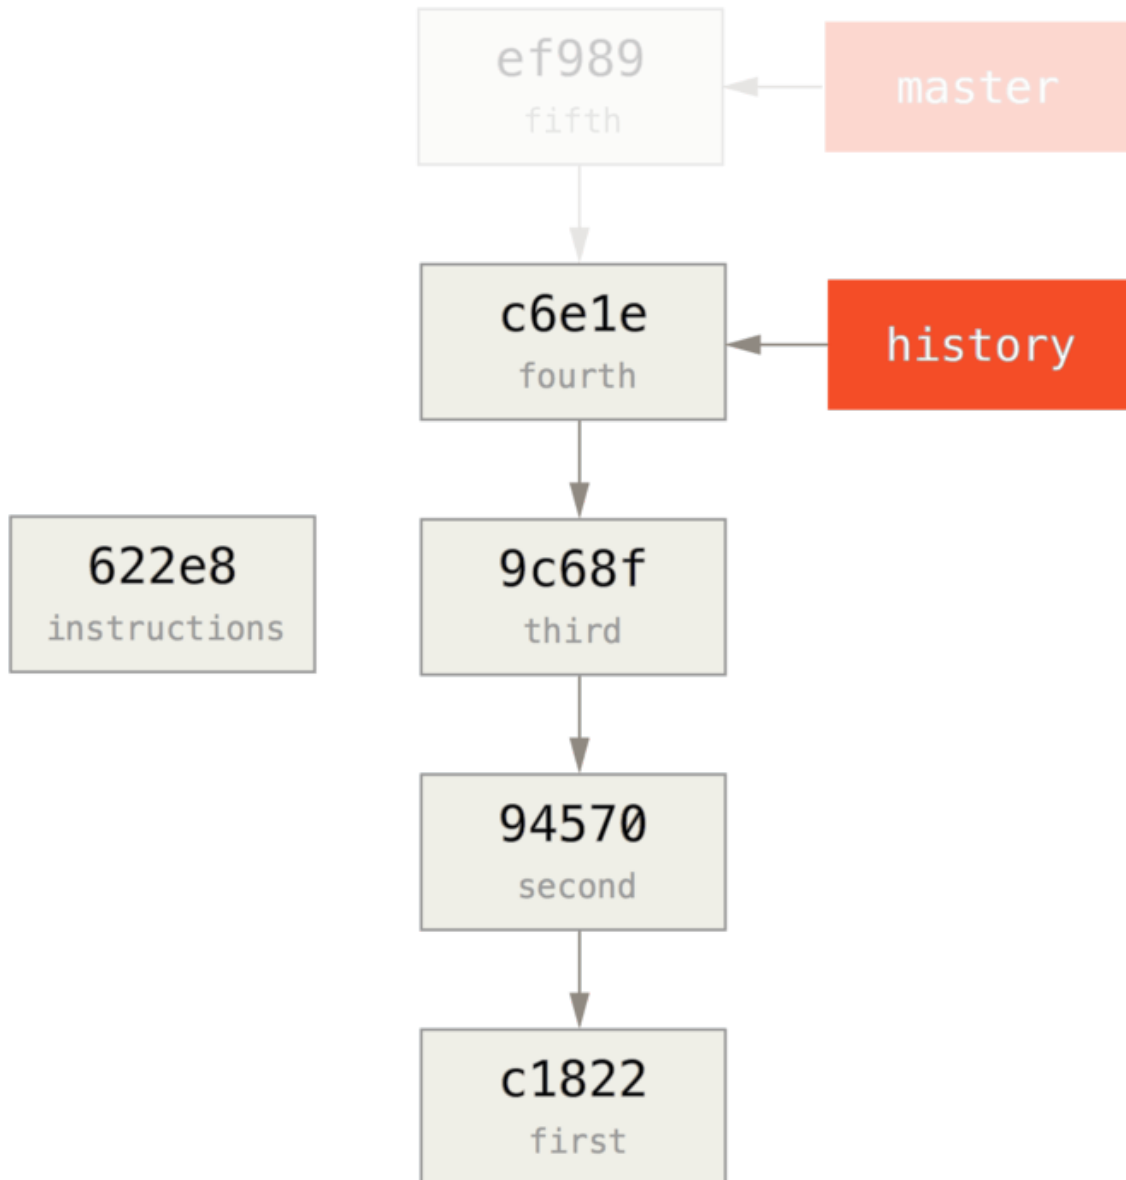 ef989
fifth
master
c6e1e
fourth
history
622e8
instructions
9c68f
third
94570
second
c1822
first